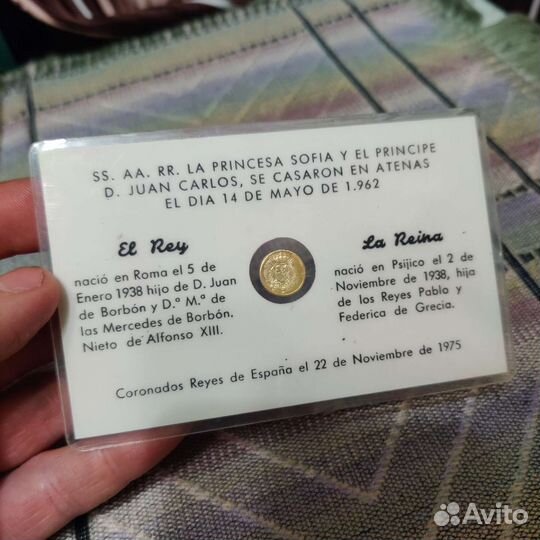 SS. AA. RR. LA PRINCESA SOFIA Y EL PRINCIPE
D. JUAN CARLOS, SE CASARON EN ATENAS
EL DIA 14 DE MAYO DE 1.962
El Rey
nació en Roma el 5 de
Enero 1938 hijo de D. Juan
de Borbón y D.ª M.ª de
las Mercedes de Borbón.
Nieto de Alfonso XIII.
La Reina
nació en Psijico el 2 de
Noviembre de 1938, hija
de los Reyes Pablo y
Federica de Grecia.
Coronados Reyes de España el 22 de Noviembre de 1975
Avito